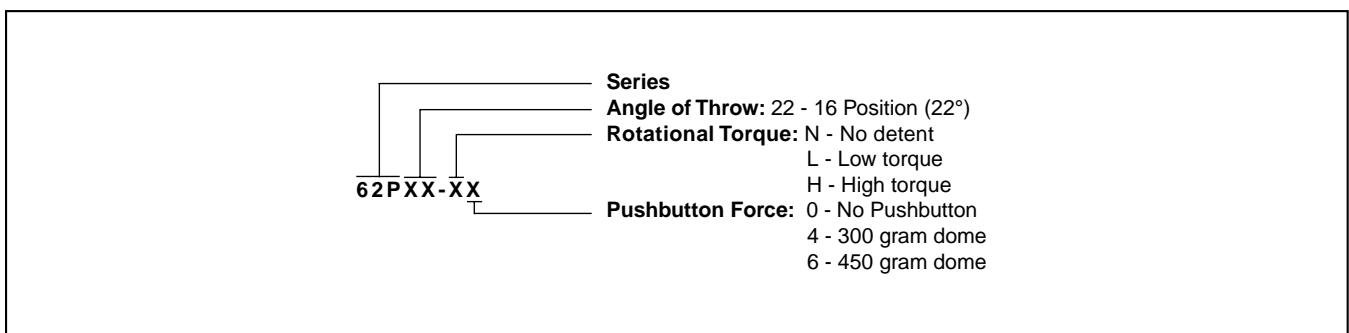 Series
Angle of Throw: 22 - 16 Position (22°)
Rotational Torque: N - No detent
L - Low torque
H - High torque
62PXX-XX
Pushbutton Force: 0 - No Pushbutton
4 - 300 gram dome
6 - 450 gram dome